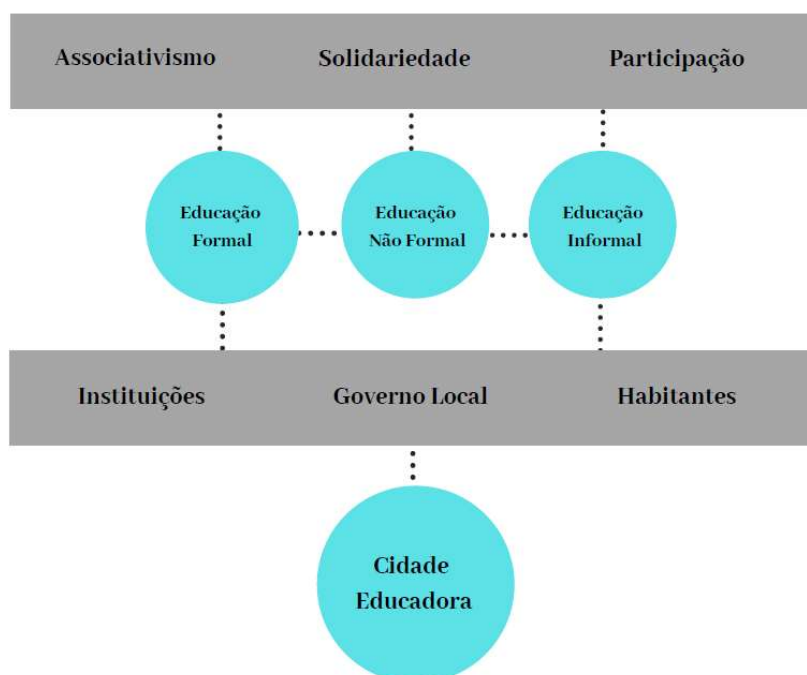 Associativismo Solidariedade Participação
Educação Formal
Educação Não Formal
Educação Informal
Instituições Governo Local Habitantes
Cidade
Educadora